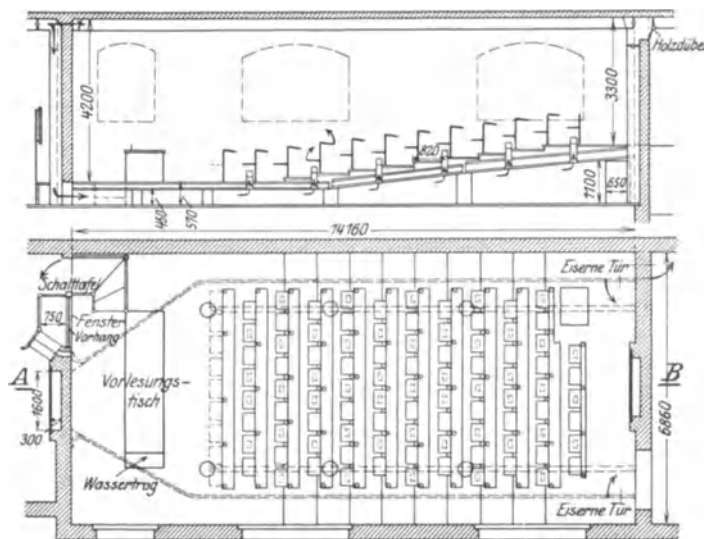 Holzdübel
4200
3300
820
460
510
1100
650
14160
Schalttafel
Eiserne Tür
750
Fenster
Vorhang
A
Vorlesungs-
tisch
B
1600
6860
300
Wassertrog
Eiserne Tür